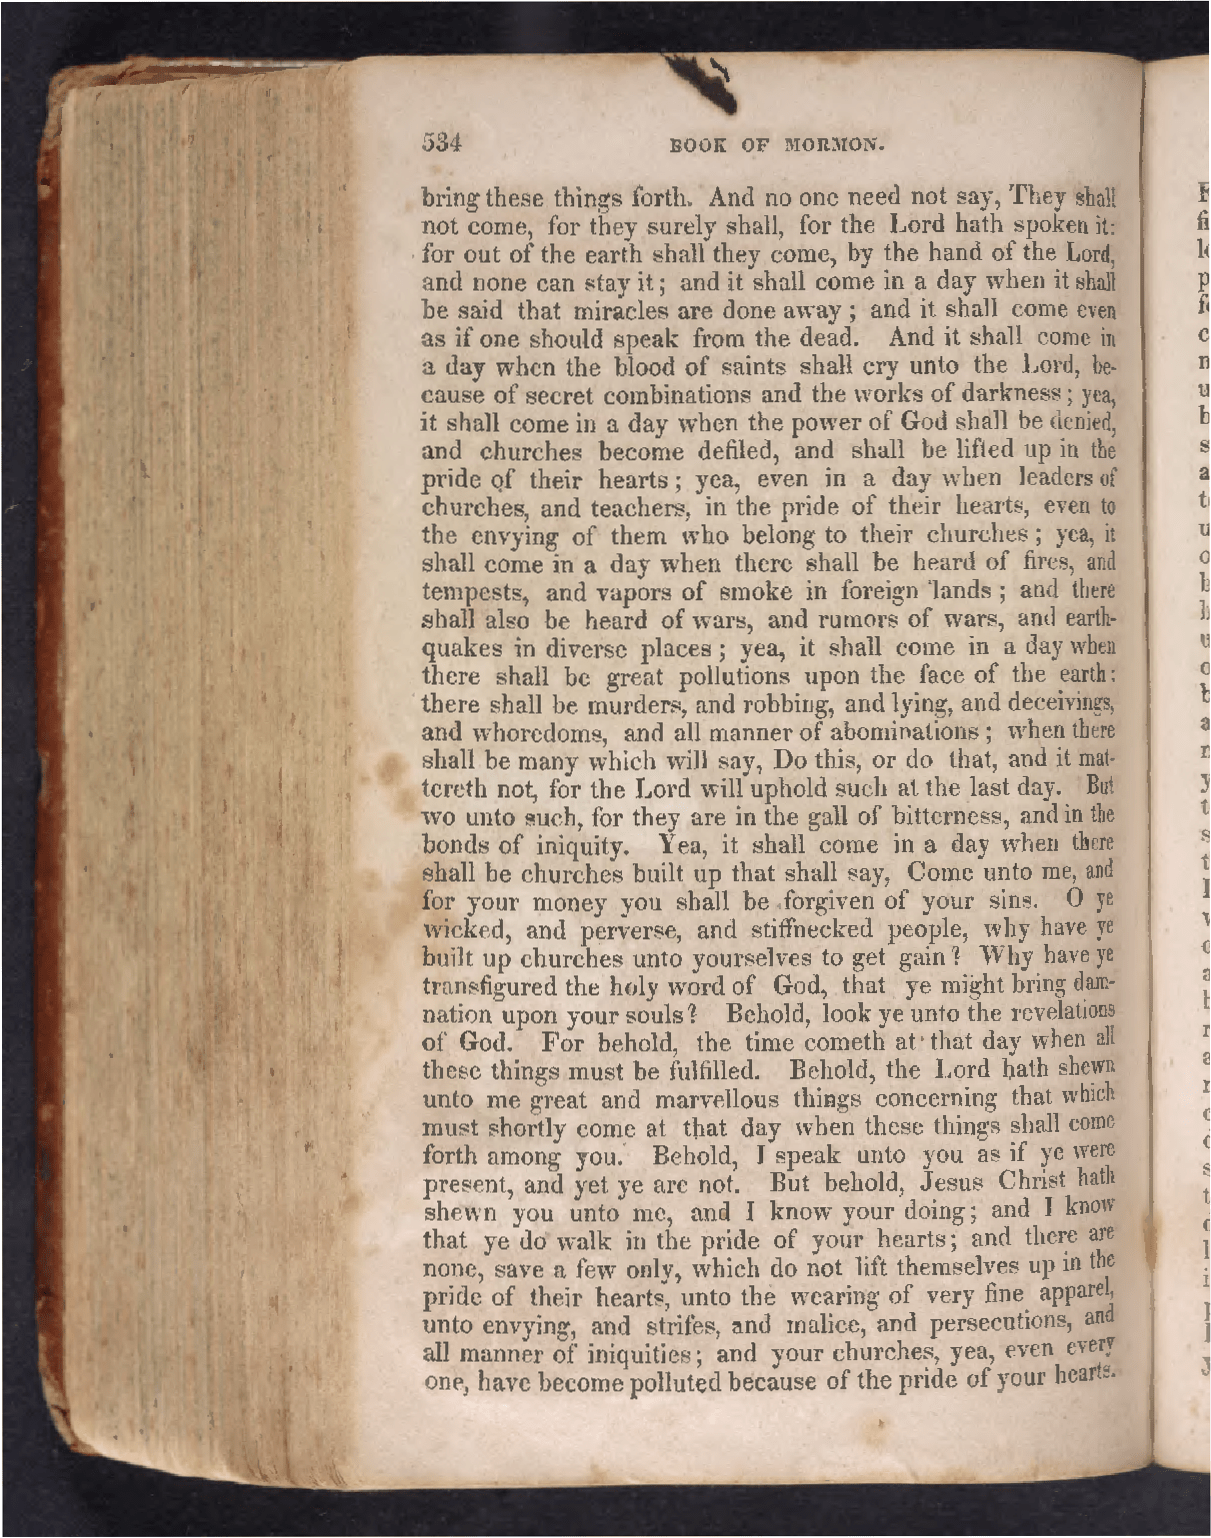 534 BOOK OF MORMON.
bring these things forth. And no one need not say, They shall
not come, for they surely shall, for the Lord hath spoken it:
for out of the earth shall they come, by the hand of the Lord,
and none can stay it; and it shall come in a day when it shall
be said that miracles are done away; and it shall come even
as if one should speak from the dead. And it shall come in
a day when the blood of saints shall cry unto the Lord, be-
cause of secret combinations and the works of darkness; yea,
it shall come in a day when the power of God shall be denied,
and churches become defiled, and shall be lifted up in the
pride of their hearts; yea, even in a day when leaders of
churches, and teachers, in the pride of their hearts, even to
the envying of them who belong to their churches; yea, it
shall come in a day when there shall be heard of fires, and
tempests, and vapors of smoke in foreign lands; and there
shall also be heard of wars, and rumors of wars, and earth-
quakes in diverse places; yea, it shall come in a day when
there shall be great pollutions upon the face of the earth:
there shall be murders, and robbing, and lying, and deceivings,
and whoredoms, and all manner of abominations; when there
shall be many which will say, Do this, or do that, and it mat-
tereth not, for the Lord will uphold such at the last day. But
wo unto such, for they are in the gall of bitterness, and in the
bonds of iniquity. Yea, it shall come in a day when there
shall be churches built up that shall say, Come unto me, and
for your money you shall be forgiven of your sins. O ye
wicked, and perverse, and stiffnecked people, why have ye
built up churches unto yourselves to get gain? Why have ye
transfigured the holy word of God, that ye might bring dam-
nation upon your souls? Behold, look ye unto the revelations
of God. For behold, the time cometh at that day when all
these things must be fulfilled. Behold, the Lord hath shewn
unto me great and marvellous things concerning that which
must shortly come at that day when these things shall come
forth among you. Behold, I speak unto you as if ye were
present, and yet ye are not. But behold, Jesus Christ hath
shewn you unto me, and I know your doing; and I know
that ye do walk in the pride of your hearts; and there are
none, save a few only, which do not lift themselves up in the
pride of their hearts, unto the wearing of very fine apparel,
unto envying, and strifes, and malice, and persecutions, and
all manner of iniquities; and your churches, yea, even every
one, have become polluted because of the pride of your hearts.